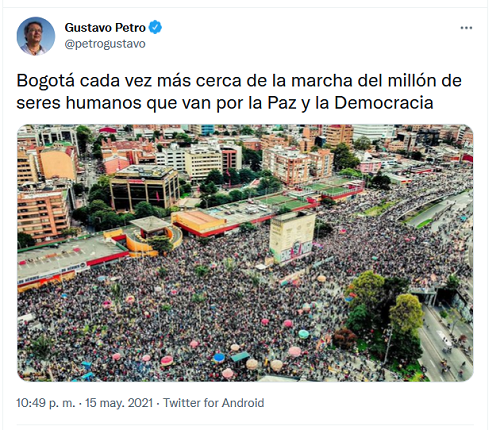 Gustavo Petro
@petrogustavo
Bogotá cada vez más cerca de la marcha del millón de
seres humanos que van por la Paz y la Democracia
10:49 p. m. · 15 may. 2021 · Twitter for Android